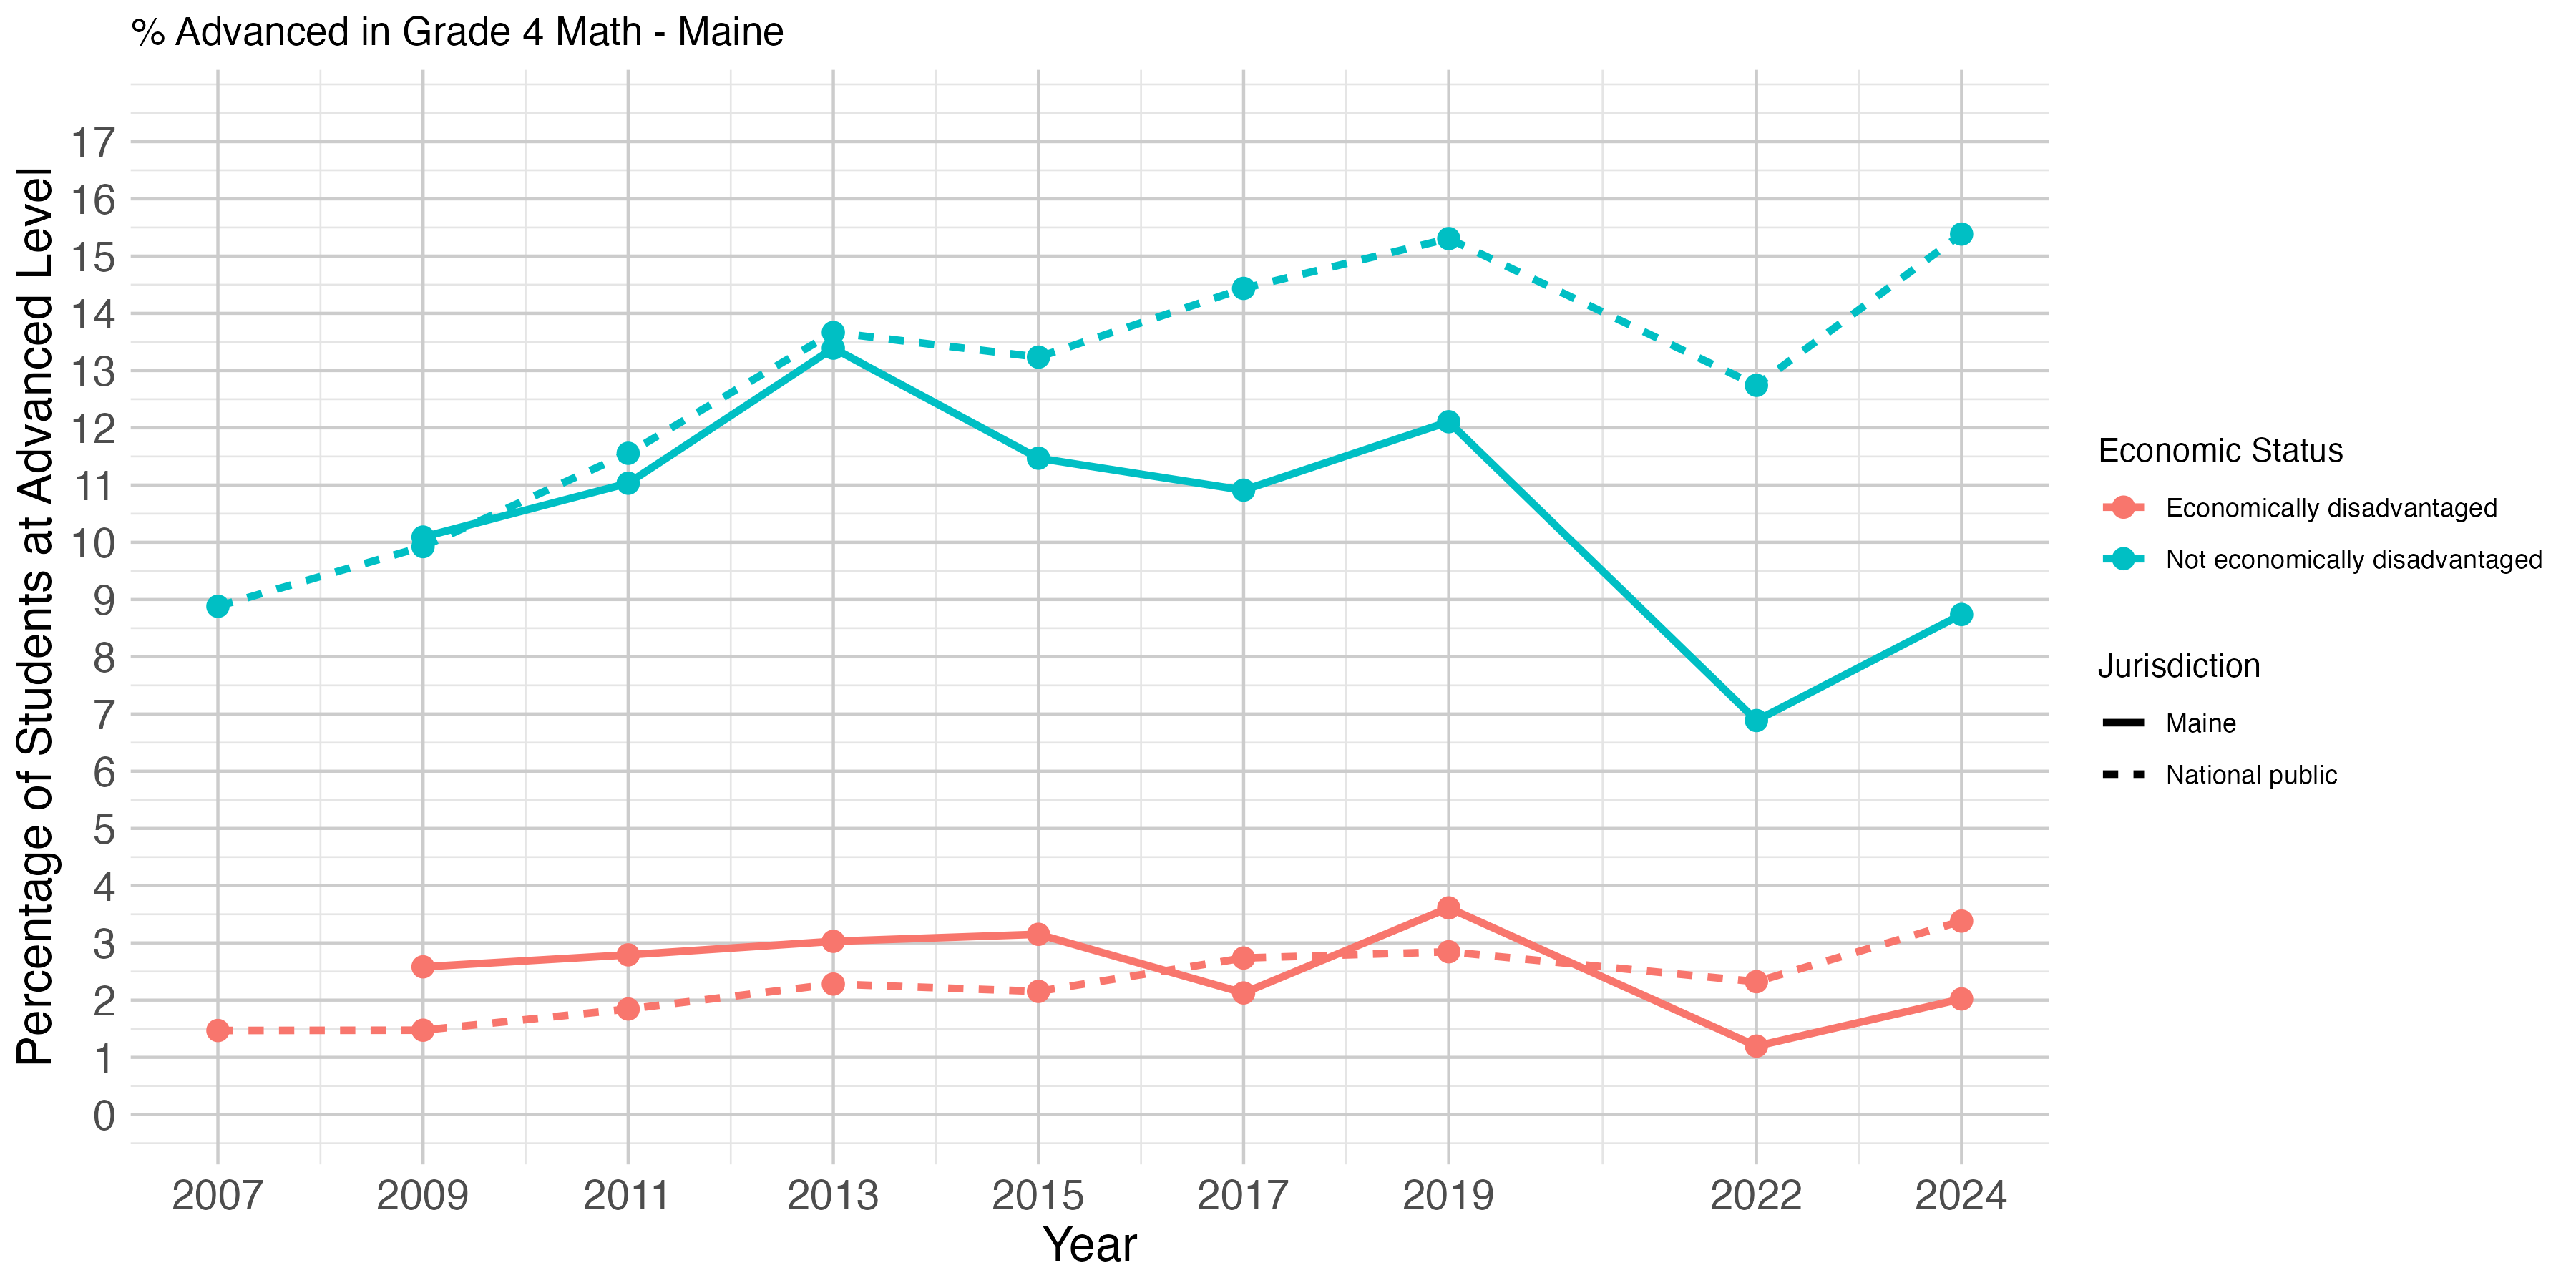 % Advanced in Grade 4 Math - Maine
Percentage of Students at Advanced Level
17
16
15
14
13
12
11
10
9
8
7
6
5
4
3
2
1
0
2007 2009 2011 2013 2015 2017 2019 2022 2024
Year
Economic Status
Economically disadvantaged
Not economically disadvantaged
Jurisdiction
Maine
National public